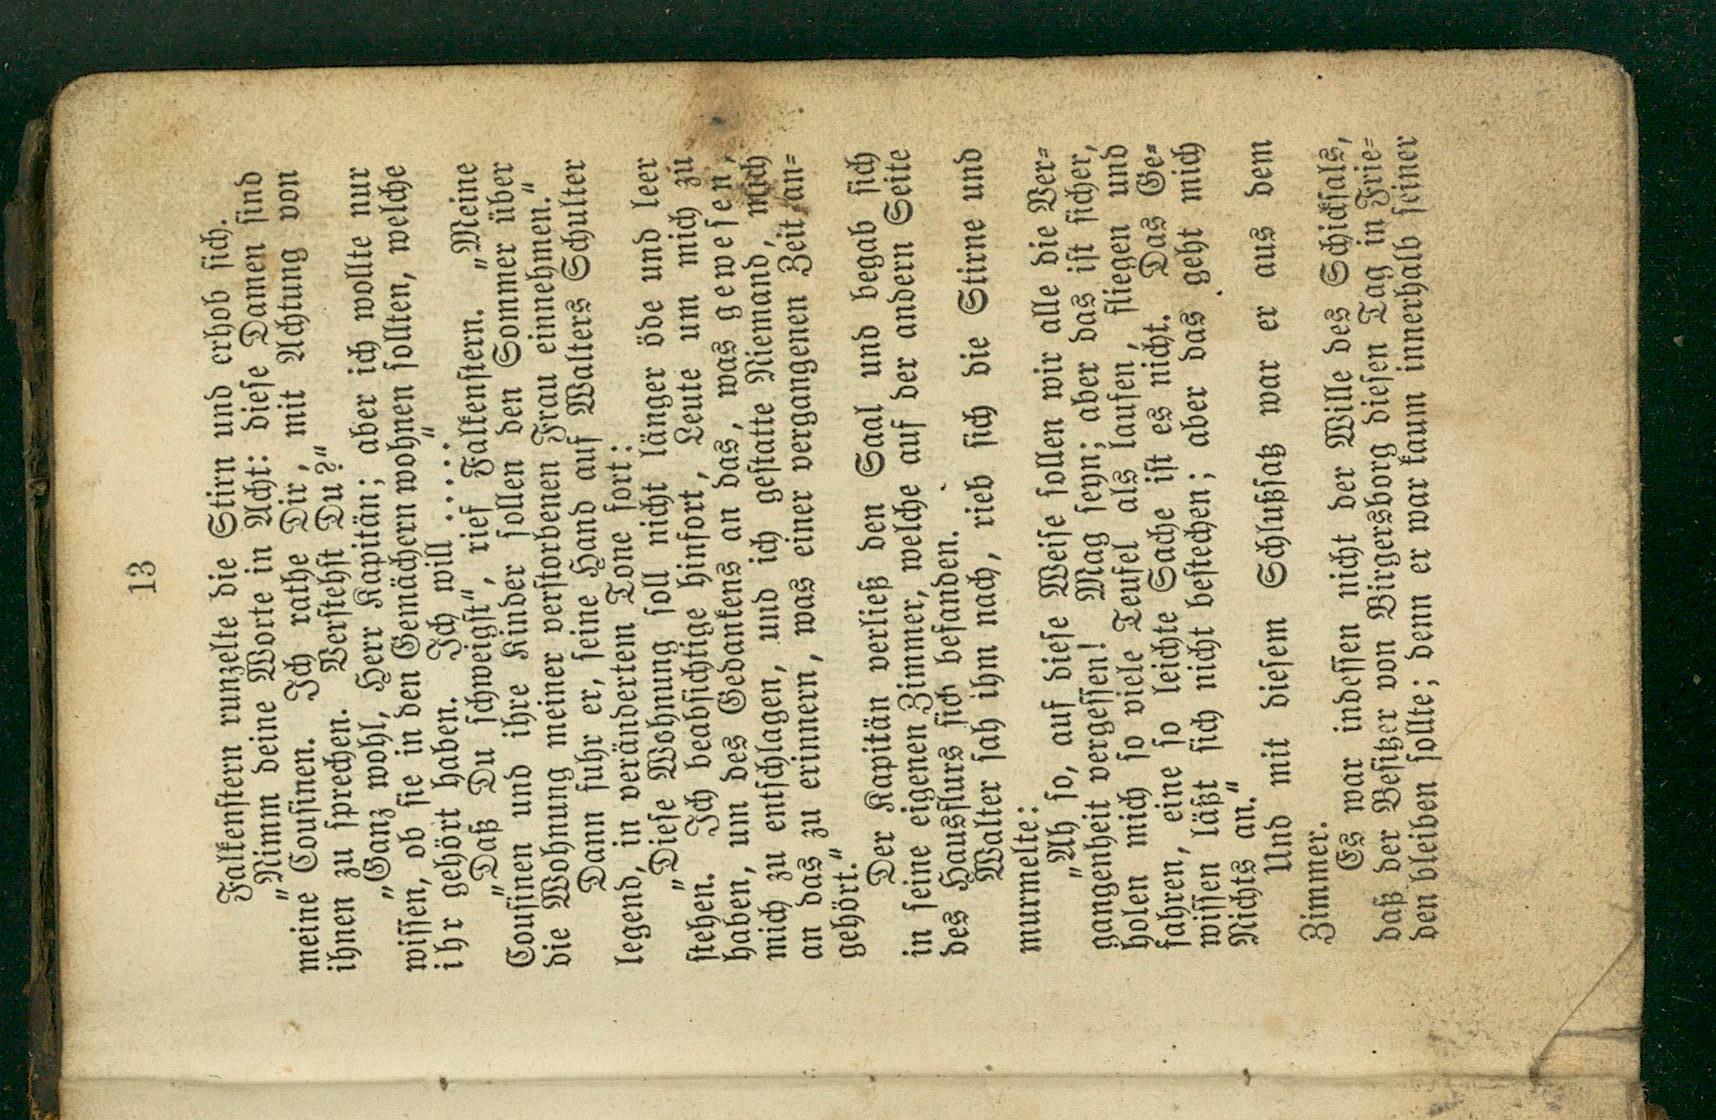 13
Falkenstern runzelte die Stirn und erhob sich.
„Nimm deine Worte in Acht: diese Damen sind
meine Cousinen. Ich rathe Dir, mit Achtung von
ihnen zu sprechen. Verstehst Du?“
„Ganz wohl, Herr Kapitän; aber ich wollte nur
wissen, ob sie in den Gemächern wohnen sollten, welche
ihr gehört haben. Ich will .....“
„Daß Du schweigst“, rief Falkenstern. „Meine
Cousinen und ihre Kinder sollen den Sommer über
die Wohnung meiner verstorbenen Frau einnehmen.“
Dann fuhr er, seine Hand auf Walters Schulter
legend, in verändertem Tone fort:
„Diese Wohnung soll nicht länger öde und leer
stehen. Ich beabsichtige hinfort, Leute um mich zu
haben, um des Gedankens an das, was gewesen,
mich zu entschlagen, und ich gestatte Niemand, mich
an das zu erinnern, was einer vergangenen Zeit an=
gehört.“
Der Kapitän verließ den Saal und begab sich
in seine eigenen Zimmer, welche auf der andern Seite
des Hausflurs sich befanden.
Walter sah ihm nach, rieb sich die Stirne und
murmelte:
„Ah so, auf diese Weise sollen wir alle die Ver=
gangenheit vergessen! Mag seyn; aber das ist sicher,
holen mich so viele Teufel als laufen, fliegen und
fahren, eine so leichte Sache ist es nicht. Das Ge=
wissen läßt sich nicht bestechen; aber das geht mich
Nichts an.“
Und mit diesem Schlußsatz war er aus dem
Zimmer.
Es war indessen nicht der Wille des Schicksals,
daß der Besitzer von Birgersborg diesen Tag in Frie=
den bleiben sollte; denn er war kaum innerhalb seiner